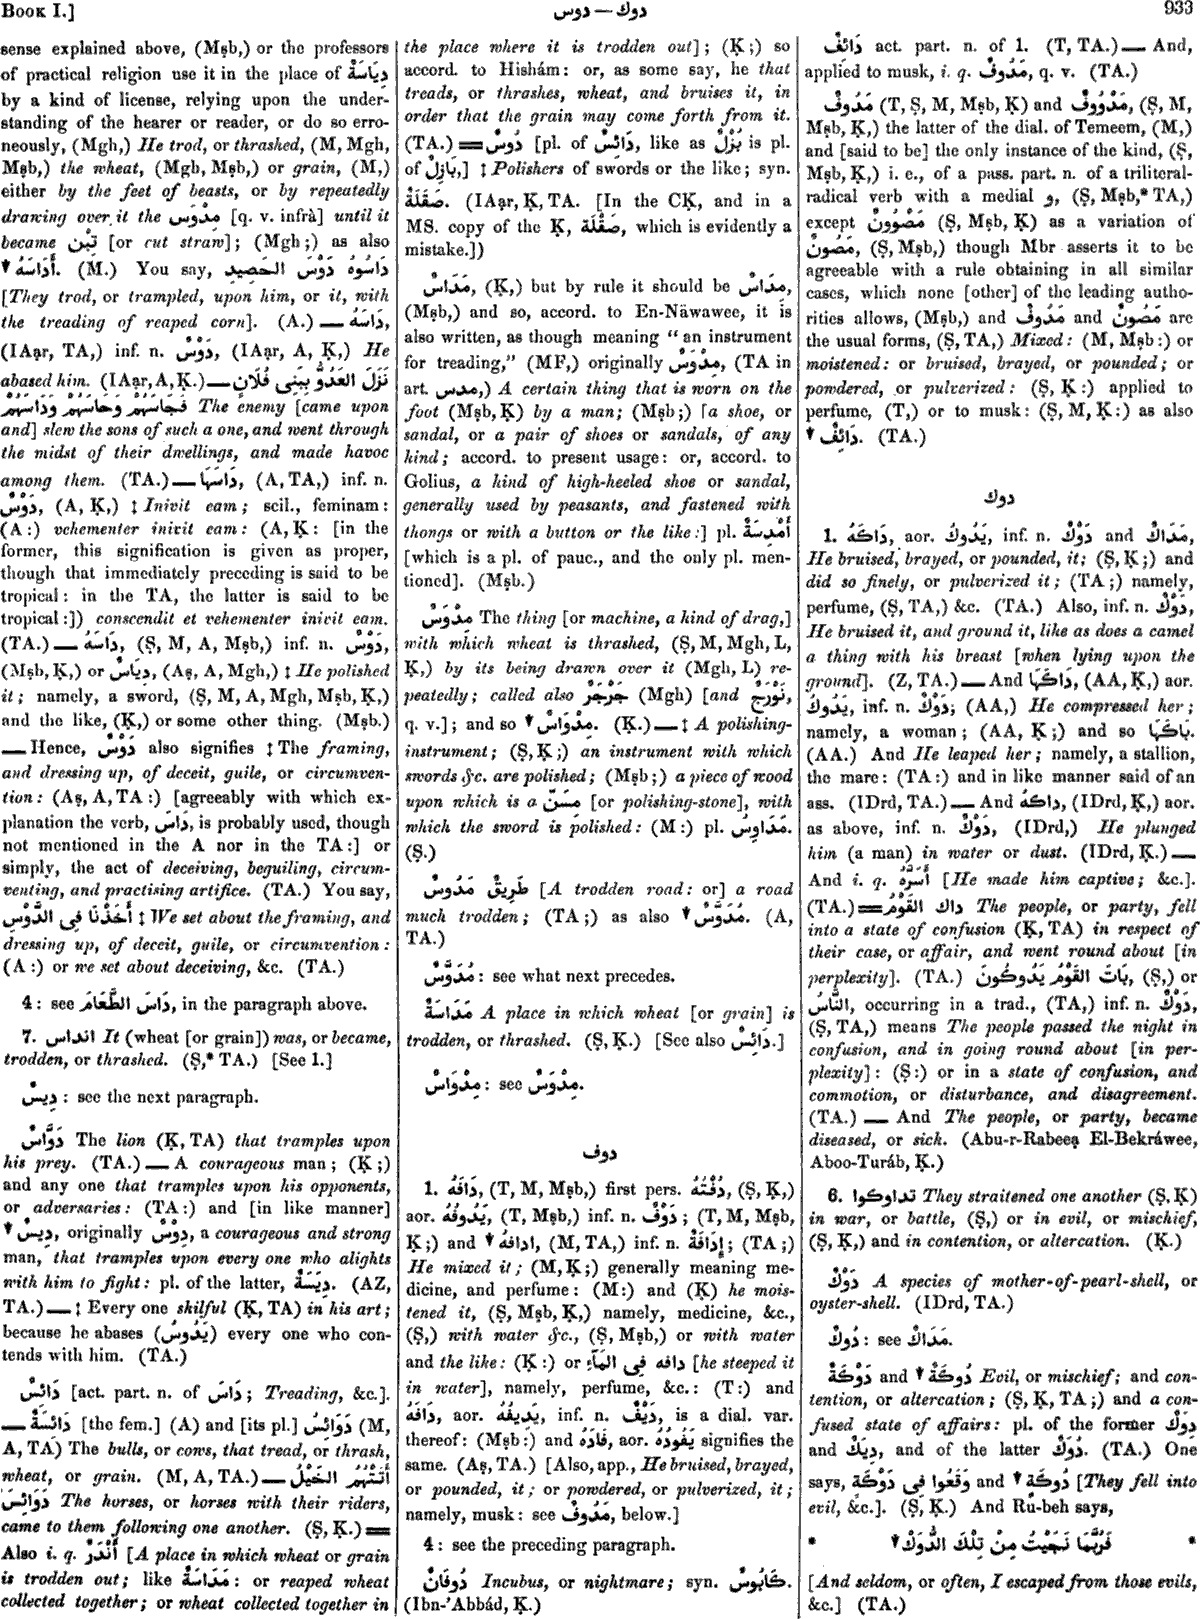 BOOK I.]
دوك — دوس
933
sense explained above, (Mṣb,) or the professors
of practical religion use it in the place of دِيَاسَةٌ
by a kind of license, relying upon the under-
standing of the hearer or reader, or do so erro-
neously, (Mgh,) He trod, or thrashed, (M, Mgh,
Mṣb,) the wheat, (Mgh, Mṣb,) or grain, (M,)
either by the feet of beasts, or by repeatedly
drawing over it the مِدْوَس [q. v. infrà] until it
became تِبْن [or cut straw]; (Mgh;) as also
▼ أَدَاسَهُ. (M.) You say, دَاسُوهُ دَوْسَ الحَصِيدِ
[They trod, or trampled, upon him, or it, with
the treading of reaped corn]. (A.) — دَاسَهُ,
(IAạr, TA,) inf. n. دَوْسٌ, (IAạr, A, Ḳ,) He
abased him. (IAạr, A, Ḳ.) — نَزَلَ العَدُوُّ بِبَنِى فُلَانٍ
فَجَاسَهُمْ وَحَاسَهُمْ وَدَاسَهُمْ The enemy [came upon
and] slew the sons of such a one, and went through
the midst of their dwellings, and made havoc
among them. (TA.) — دَاسَهَا, (A, TA,) inf. n.
دَوْسٌ, (A, Ḳ,) ‡ Inivit eam; scil., feminam:
(A:) vehementer inivit eam: (A, Ḳ: [in the
former, this signification is given as proper,
though that immediately preceding is said to be
tropical: in the TA, the latter is said to be
tropical:]) conscendit et vehementer inivit eam.
(TA.) — دَاسَهُ, (Ṣ, M, A, Mṣb,) inf. n. دَوْسٌ,
(Mṣb, Ḳ,) or دِيَاسٌ, (Aṣ, A, Mgh,) ‡ He polished
it; namely, a sword, (Ṣ, M, A, Mgh, Mṣb, Ḳ,)
and the like, (Ḳ,) or some other thing. (Mṣb.)
— Hence, دَوْسٌ also signifies ‡ The framing,
and dressing up, of deceit, guile, or circumven-
tion: (Aṣ, A, TA:) [agreeably with which ex-
planation the verb, دَاسَ, is probably used, though
not mentioned in the A nor in the TA:] or
simply, the act of deceiving, beguiling, circum-
venting, and practising artifice. (TA.) You say,
أَخَذْنَا فِى الدَّوْسِ ‡ We set about the framing, and
dressing up, of deceit, guile, or circumvention:
(A:) or we set about deceiving, &c. (TA.)
4: see دَاسَ الطَّعَامَ, in the paragraph above.
7. انداس It (wheat [or grain]) was, or became,
trodden, or thrashed. (Ṣ,* TA.) [See 1.]
دِيسٌ: see the next paragraph.
دَوَّاسٌ The lion (Ḳ, TA) that tramples upon
his prey. (TA.) — A courageous man; (Ḳ;)
and any one that tramples upon his opponents,
or adversaries: (TA:) and [in like manner]
▼ دِيسٌ, originally دِوْسٌ, a courageous and strong
man, that tramples upon every one who alights
with him to fight: pl. of the latter, دِيَسَةٌ. (AZ,
TA.) — ‡ Every one skilful (Ḳ, TA) in his art;
because he abases (يَدُوسُ) every one who con-
tends with him. (TA.)
دَائِسٌ [act. part. n. of دَاسَ; Treading, &c.].
— دَائِسَةٌ [the fem.] (A) and [its pl.] دَوَائِسُ (M,
A, TA) The bulls, or cows, that tread, or thrash,
wheat, or grain. (M, A, TA.) — أَتَتْهُمُ الخَيْلُ
دَوَائِسَ The horses, or horses with their riders,
came to them following one another. (Ṣ, Ḳ.) ==
Also i. q. أَنْدَرٌ [A place in which wheat or grain
is trodden out; like مَدَاسَةٌ: or reaped wheat
collected together; or wheat collected together in
the place where it is trodden out]; (Ḳ;) so
accord. to Hishám: or, as some say, he that
treads, or thrashes, wheat, and bruises it, in
order that the grain may come forth from it.
(TA.) == دُوسٌ [pl. of دَائِسٌ, like as بُزْلٌ is pl.
of بَازِلٌ,] ‡ Polishers of swords or the like; syn.
صَقَلَةٌ. (IAạr, Ḳ, TA. [In the CḲ, and in a
MS. copy of the Ḳ, صَقْلَة, which is evidently a
mistake.])
مَدَاسٌ, (Ḳ,) but by rule it should be مِدَاسٌ,
(Mṣb,) and so, accord. to En-Näwawee, it is
also written, as though meaning "an instrument
for treading," (MF,) originally مِدْوَسٌ, (TA in
art. مدس,) A certain thing that is worn on the
foot (Mṣb, Ḳ) by a man; (Mṣb;) [a shoe, or
sandal, or a pair of shoes or sandals, of any
kind; accord. to present usage: or, accord. to
Golius, a kind of high-heeled shoe or sandal,
generally used by peasants, and fastened with
thongs or with a button or the like:] pl. أَمْدِسَةٌ
[which is a pl. of pauc., and the only pl. men-
tioned]. (Mṣb.)
مِدْوَسٌ The thing [or machine, a kind of drag,]
with which wheat is thrashed, (Ṣ, M, Mgh, L,
Ḳ,) by its being drawn over it (Mgh, L) re-
peatedly; called also جَرْجَرٌ (Mgh) [and نَوْرَجٌ,
q. v.]; and so ▼ مِدْوَاسٌ. (Ḳ.) — ‡ A polishing-
instrument; (Ṣ, Ḳ;) an instrument with which
swords &c. are polished; (Mṣb;) a piece of wood
upon which is a مِسَنّ [or polishing-stone], with
which the sword is polished: (M:) pl. مَدَاوِسُ.
(Ṣ.)
طَرِيقٌ مَدُوسٌ [A trodden road: or] a road
much trodden; (TA;) as also ▼ مُدَوَّسٌ. (A,
TA.)
مُدَوَّسٌ: see what next precedes.
مَدَاسَةٌ A place in which wheat [or grain] is
trodden, or thrashed. (Ṣ, Ḳ.) [See also دَائِسٌ.]
مِدْوَاسٌ: see مِدْوَسٌ.
دوف
1. دَافَهُ, (T, M, Mṣb,) first pers. دُفْتُهُ, (Ṣ, Ḳ,)
aor. يَدُوفُهُ, (T, Mṣb,) inf. n. دَوْفٌ; (T, M, Mṣb,
Ḳ;) and ▼ ادافهُ, (M, TA,) inf. n. إِدَافَةٌ; (TA;)
He mixed it; (M, Ḳ;) generally meaning me-
dicine, and perfume: (M:) and (Ḳ) he mois-
tened it, (Ṣ, Mṣb, Ḳ,) namely, medicine, &c.,
(Ṣ,) with water &c., (Ṣ, Mṣb,) or with water
and the like: (Ḳ:) or دافه فِى المَآءِ [he steeped it
in water], namely, perfume, &c.: (T:) and
دَافَهُ, aor. يَدِيفُهُ, inf. n. دَيْفٌ, is a dial. var.
thereof: (Mṣb:) and فَادَهُ, aor. يَفُودُهُ signifies the
same. (Aṣ, TA.) [Also, app., He bruised, brayed,
or pounded, it; or powdered, or pulverized, it;
namely, musk: see مَدُوفٌ, below.]
4: see the preceding paragraph.
دُوفَانٌ Incubus, or nightmare; syn. كَابُوسٌ.
(Ibn-'Abbád, Ḳ.)
دَائِفٌ act. part. n. of 1. (T, TA.) — And,
applied to musk, i. q. مَدُوفٌ, q. v. (TA.)
مَدُوفٌ (T, Ṣ, M, Mṣb, Ḳ) and مَدْوُوفٌ, (Ṣ, M,
Mṣb, Ḳ,) the latter of the dial. of Temeem, (M,)
and [said to be] the only instance of the kind, (Ṣ,
Mṣb, Ḳ,) i. e., of a pass. part. n. of a triliteral-
radical verb with a medial و, (Ṣ, Mṣb,* TA,)
except مَصْوُونٌ (Ṣ, Mṣb, Ḳ) as a variation of
مَصُونٌ, (Ṣ, Mṣb,) though Mbr asserts it to be
agreeable with a rule obtaining in all similar
cases, which none [other] of the leading autho-
rities allows, (Mṣb,) and مَدُوفٌ and مَصُونٌ are
the usual forms, (Ṣ, TA,) Mixed: (M, Mṣb:) or
moistened: or bruised, brayed, or pounded; or
powdered, or pulverized: (Ṣ, Ḳ:) applied to
perfume, (T,) or to musk: (Ṣ, M, Ḳ:) as also
▼ دَائِفٌ. (TA.)
دوك
1. دَاكَهُ, aor. يَدُوكُ, inf. n. دَوْكٌ and مَدَاكٌ,
He bruised, brayed, or pounded, it; (Ṣ, Ḳ;) and
did so finely, or pulverized it; (TA;) namely,
perfume, (Ṣ, TA,) &c. (TA.) Also, inf. n. دَوْكٌ,
He bruised it, and ground it, like as does a camel
a thing with his breast [when lying upon the
ground]. (Z, TA.) — And دَاكَهَا, (AA, Ḳ,) aor.
يَدُوكُ, inf. n. دَوْكٌ; (AA,) He compressed her;
namely, a woman; (AA, Ḳ;) and so بَاكَهَا.
(AA.) And He leaped her; namely, a stallion,
the mare: (TA:) and in like manner said of an
ass. (IDrd, TA.) — And داكهُ, (IDrd, Ḳ,) aor.
as above, inf. n. دَوْكٌ, (IDrd,) He plunged
him (a man) in water or dust. (IDrd, Ḳ.) —
And i. q. أَسَرَهُ [He made him captive; &c.].
(TA.) == داك القَوْمُ The people, or party, fell
into a state of confusion (Ḳ, TA) in respect of
their case, or affair, and went round about [in
perplexity]. (TA.) بَاتَ القَوْمُ يَدُوكُونَ, (Ṣ,) or
النَّاسُ, occurring in a trad., (TA,) inf. n. دَوْكٌ,
(Ṣ, TA,) means The people passed the night in
confusion, and in going round about [in per-
plexity]: (Ṣ:) or in a state of confusion, and
commotion, or disturbance, and disagreement.
(TA.) — And The people, or party, became
diseased, or sick. (Abu-r-Rabeeạ El-Bekráwee,
Aboo-Turáb, Ḳ.)
6. تداوكوا They straitened one another (Ṣ, Ḳ)
in war, or battle, (Ṣ,) or in evil, or mischief,
(Ṣ, Ḳ,) and in contention, or altercation. (Ḳ.)
دَوْكٌ A species of mother-of-pearl-shell, or
oyster-shell. (IDrd, TA.)
دُوكٌ: see مَدَاكٌ.
دَوْكَةٌ and ▼ دُوكَةٌ Evil, or mischief; and con-
tention, or altercation; (Ṣ, Ḳ, TA;) and a con-
fused state of affairs: pl. of the former دِوَكٌ
and دِيَكٌ, and of the latter دُوَكٌ. (TA.) One
says, وَقَعُوا فِى دَوْكَةٍ and ▼ دُوكَةٍ [They fell into
evil, &c.]. (Ṣ, Ḳ.) And Ru-beh says,
* فَرُبَّمَا نَجَيْتُ مِنْ تِلْكَ الدُّوَكْ ▼ *
[And seldom, or often, I escaped from those evils,
&c.] (TA.)